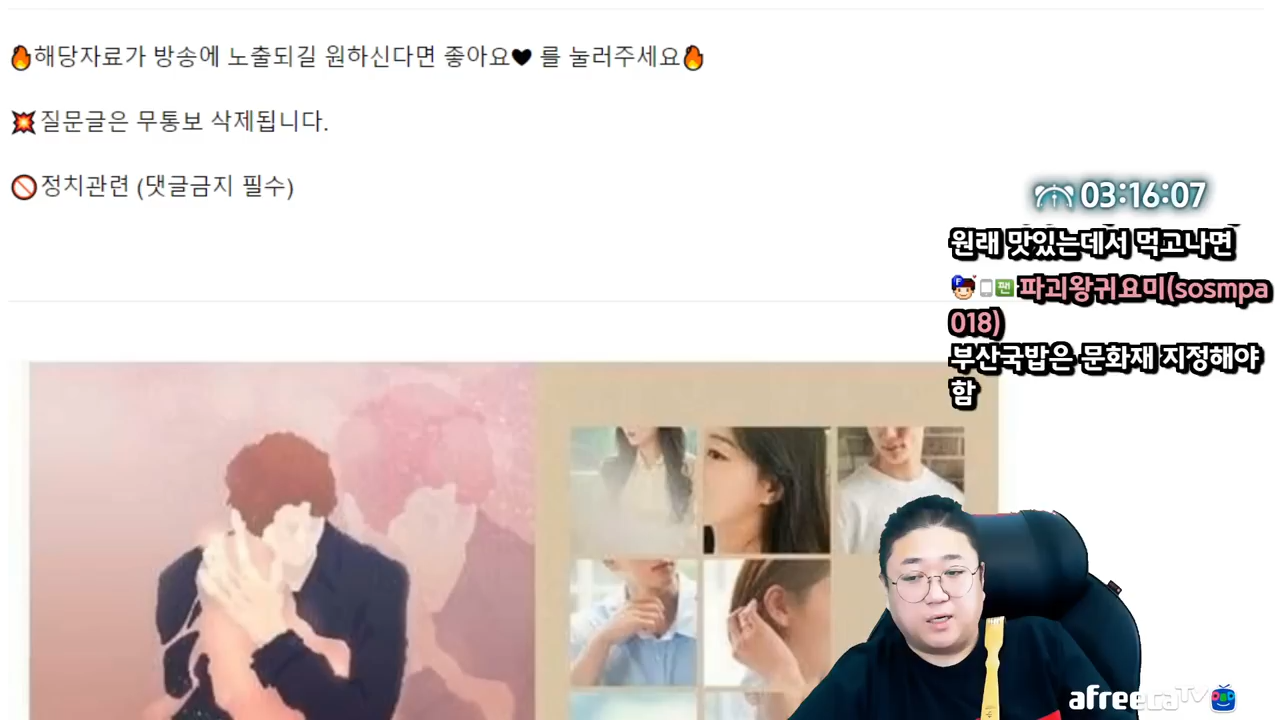 🔥해당자료가 방송에 노출되길 원하신다면 좋아요🖤 를 눌러주세요🔥
💥질문글은 무통보 삭제됩니다.
🚫정치관련 (댓글금지 필수)
03:16:07
원래 맛있는데서 먹고나면
F 팬 파괴왕귀요미(sosmpa
018)
부산국밥은 문화재 지정해야
함
afreecaTV